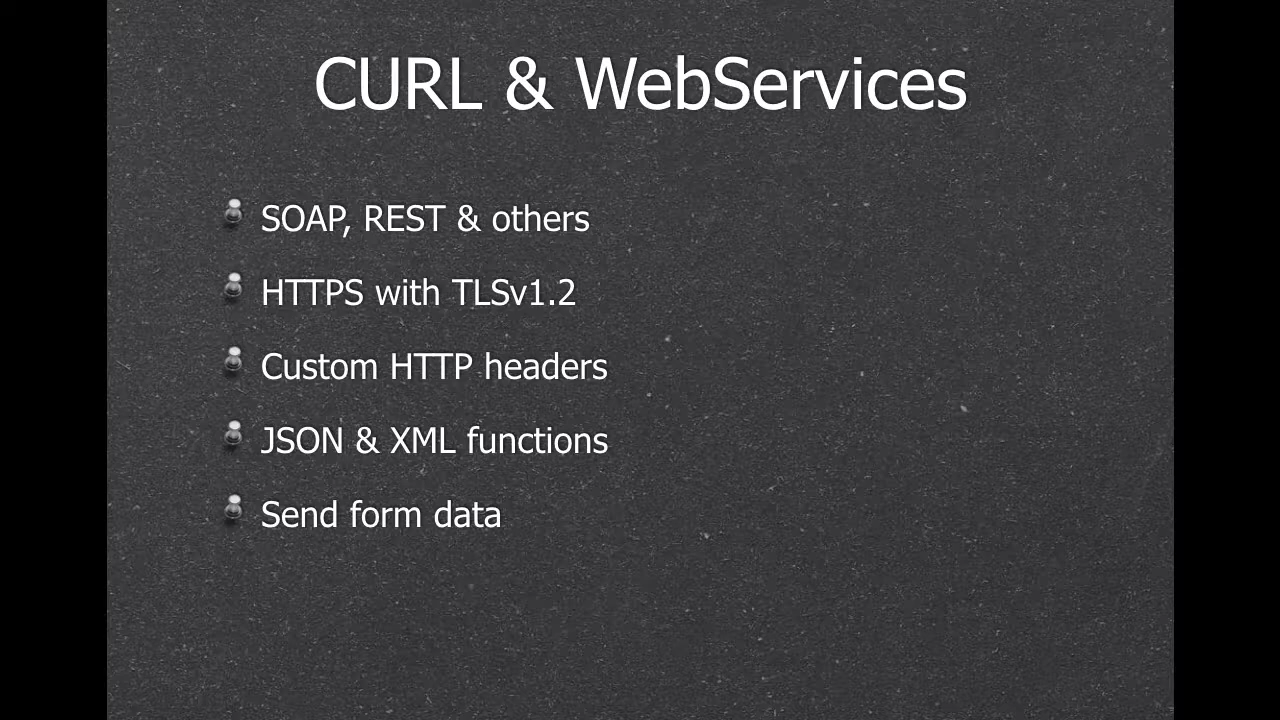 CURL & WebServices
SOAP, REST & others
HTTPS with TLSv1.2
Custom HTTP headers
JSON & XML functions
Send form data